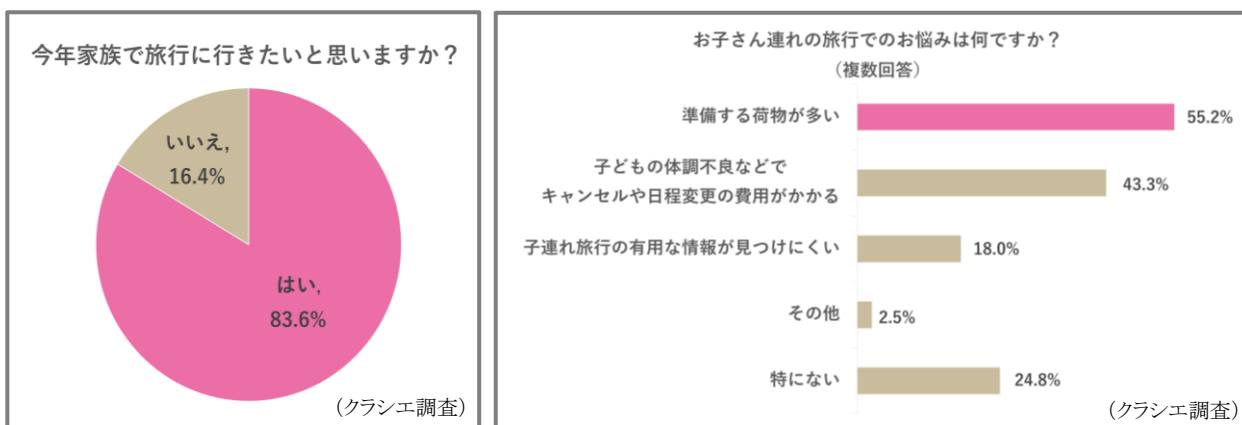 今年家族で旅行に行きたいと思いますか？
いいえ,
16.4%
はい,
83.6%
（クラシエ調査）
お子さん連れの旅行でのお悩みは何ですか？
（複数回答）
準備する荷物が多い
55.2%
子どもの体調不良などで
キャンセルや日程変更の費用がかかる
43.3%
子連れ旅行の有用な情報が見つけにくい
18.0%
その他
2.5%
特にない
24.8%
（クラシエ調査）